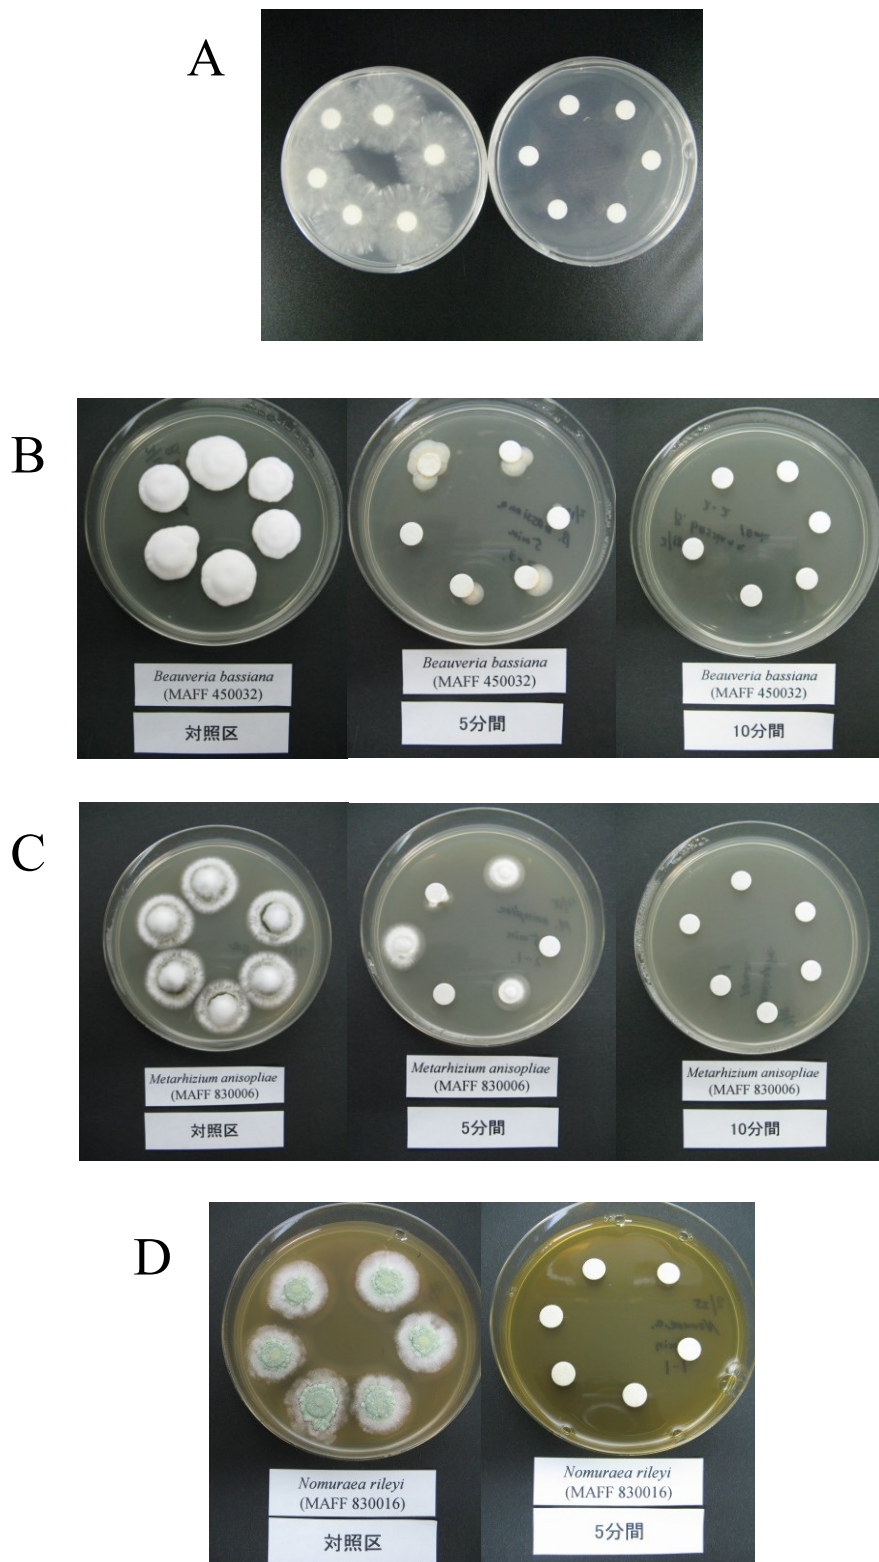 A
B
Beauveria bassiana
(MAFF 450032)
対照区
Beauveria bassiana
(MAFF 450032)
5分間
Beauveria bassiana
(MAFF 450032)
10分間
C
Metarhizium anisopliae
(MAFF 830006)
対照区
Metarhizium anisopliae
(MAFF 830006)
5分間
Metarhizium anisopliae
(MAFF 830006)
10分間
D
Nomuraea rileyi
(MAFF 830016)
対照区
Nomuraea rileyi
(MAFF 830016)
5分間